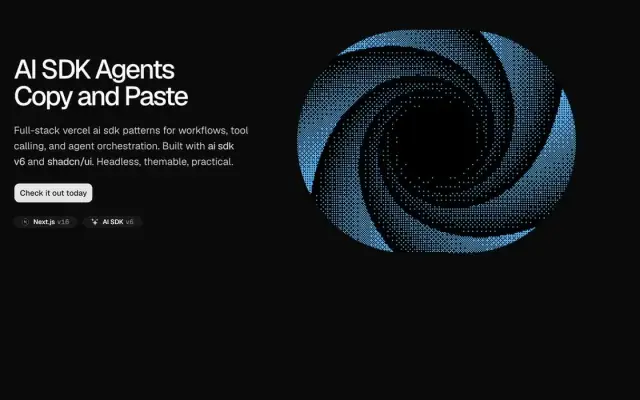 AI SDK Agents
Copy and Paste
Full-stack vercel ai sdk patterns for workflows, tool
calling, and agent orchestration. Built with ai sdk
v6 and shadcn/ui. Headless, themable, practical.
Check it out today
Next.js v16 AI SDK v6